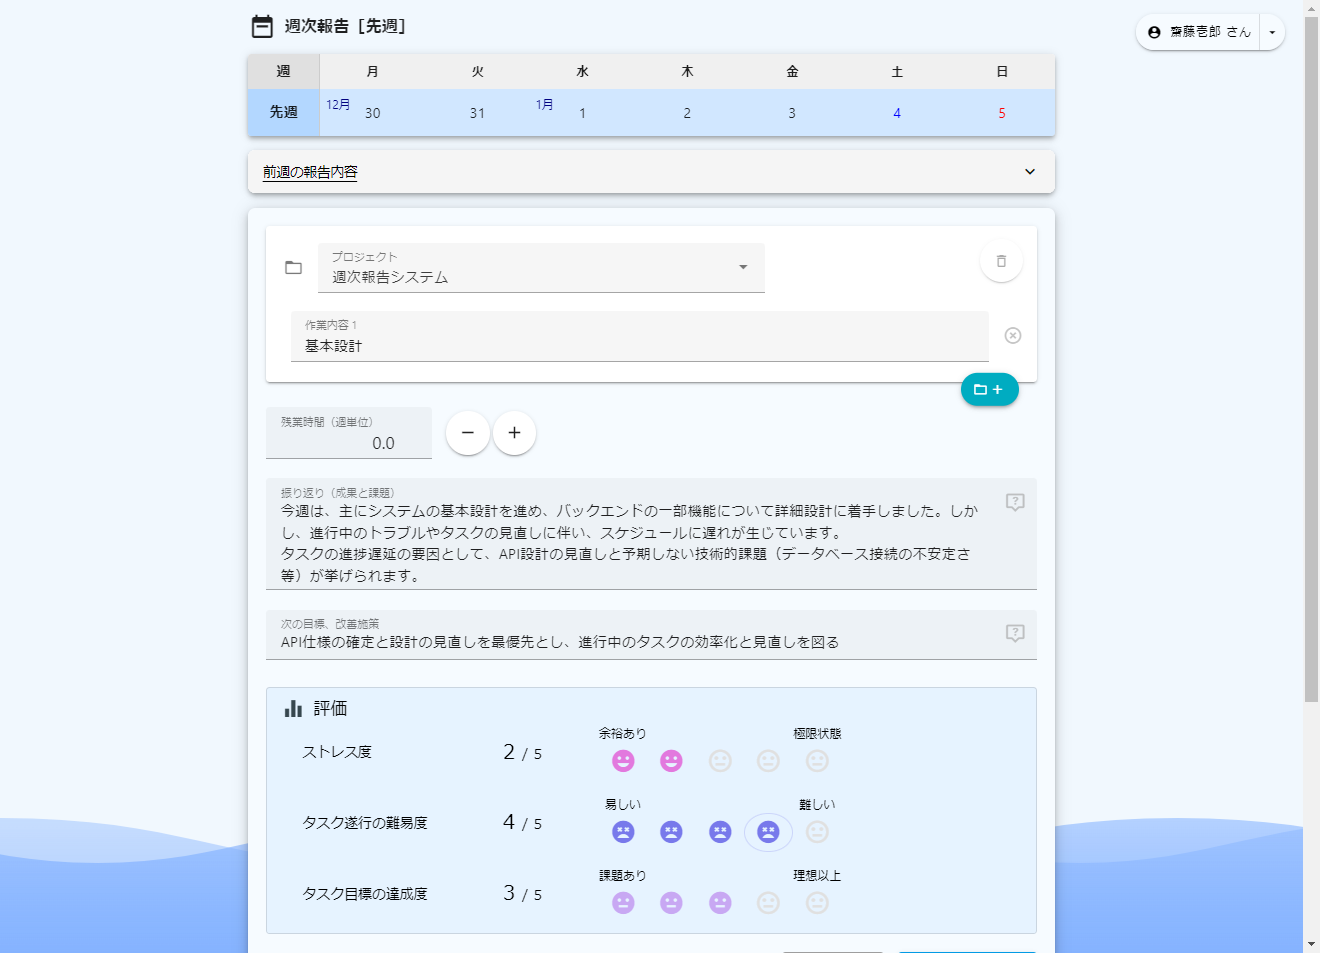 週次報告［先週］
齋藤壱郎 さん
週 月 火 水 木 金 土 日
先週 12月 30 31 1月 1 2 3 4 5
前週の報告内容
プロジェクト
週次報告システム
作業内容 1
基本設計
残業時間（週単位）
0.0
振り返り（成果と課題）
今週は、主にシステムの基本設計を進め、バックエンドの一部機能について詳細設計に着手しました。しか
し、進行中のトラブルやタスクの見直しに伴い、スケジュールに遅れが生じています。
タスクの進捗遅延の要因として、API設計の見直しと予期しない技術的課題（データベース接続の不安定さ
等）が挙げられます。
次の目標、改善施策
API仕様の確定と設計の見直しを最優先とし、進行中のタスクの効率化と見直しを図る
評価
余裕あり 極限状態
ストレス度 2 / 5
易しい 難しい
タスク遂行の難易度 4 / 5
課題あり 理想以上
タスク目標の達成度 3 / 5